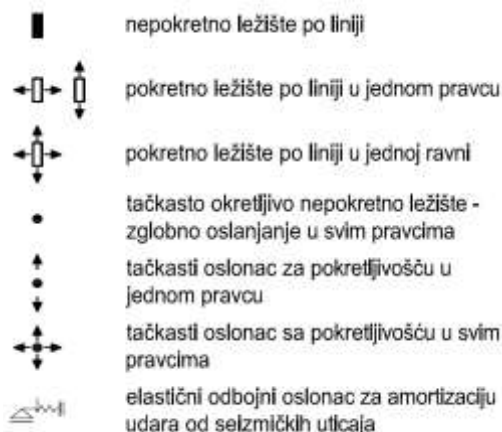 nepokretno ležište po liniji
pokretno ležište po liniji u jednom pravcu
pokretno ležište po liniji u jednoj ravni
tačkasto okretljivo nepokretno ležište -
zglobno oslanjanje u svim pravcima
tačkasti oslonac za pokretljivošču u
jednom pravcu
tačkasti oslonac sa pokretljivošću u svim
pravcima
elastični odbojni oslonac za amortizaciju
udara od seizmičkih uticaja